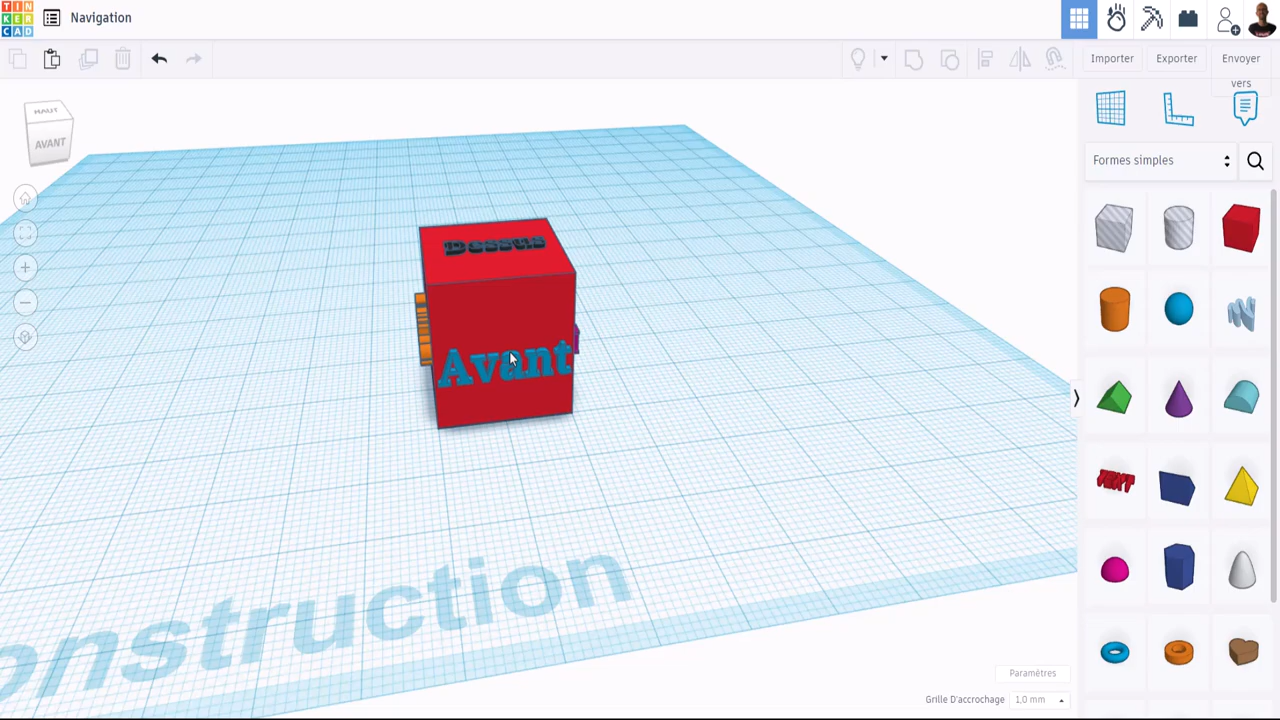 TIN
KER
CAD
Navigation
Importer
Exporter
Envoyer
vers
HAUT
AVANT
Formes simples
Dessus
Avant
TEXT
onstruction
Paramètres
Grille D'accrochage
1,0 mm